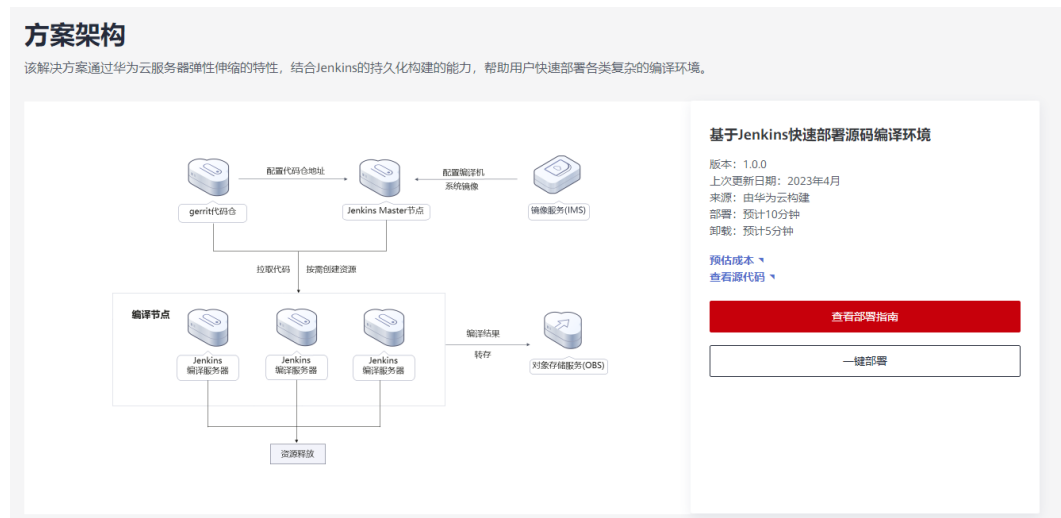 方案架构
该解决方案通过华为云服务器弹性伸缩的特性，结合Jenkins的持久化构建的能力，帮助用户快速部署各类复杂的编译环境。
配置代码仓地址
配置编译机
系统镜像
gerrit代码仓
Jenkins Master节点
镜像服务(IMS)
拉取代码
按需创建资源
编译节点
Jenkins
编译服务器
Jenkins
编译服务器
Jenkins
编译服务器
编译结果
转存
对象存储服务(OBS)
资源释放
基于Jenkins快速部署源码编译环境
版本：1.0.0
上次更新日期：2023年4月
来源：由华为云构建
部署：预计10分钟
卸载：预计5分钟
预估成本
查看源代码
查看部署指南
一键部署